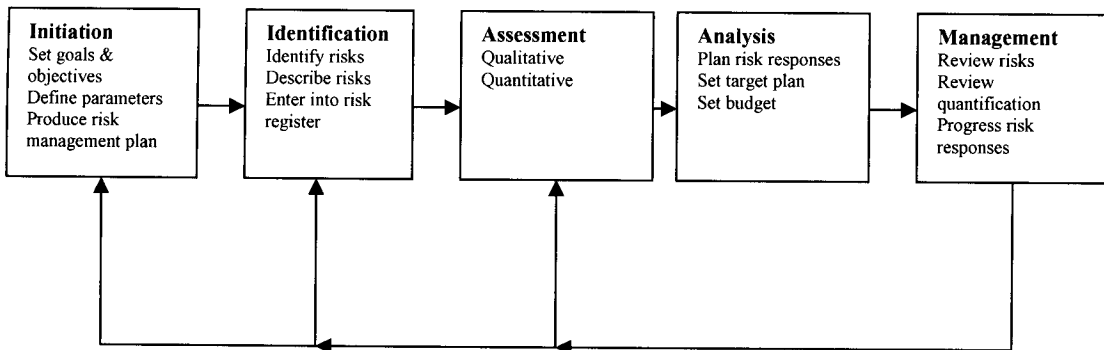 Initiation
Set goals &
objectives
Define parameters
Produce risk
management plan
Identification
Identify risks
Describe risks
Enter into risk
register
Assessment
Qualitative
Quantitative
Analysis
Plan risk responses
Set target plan
Set budget
Management
Review risks
Review
quantification
Progress risk
responses